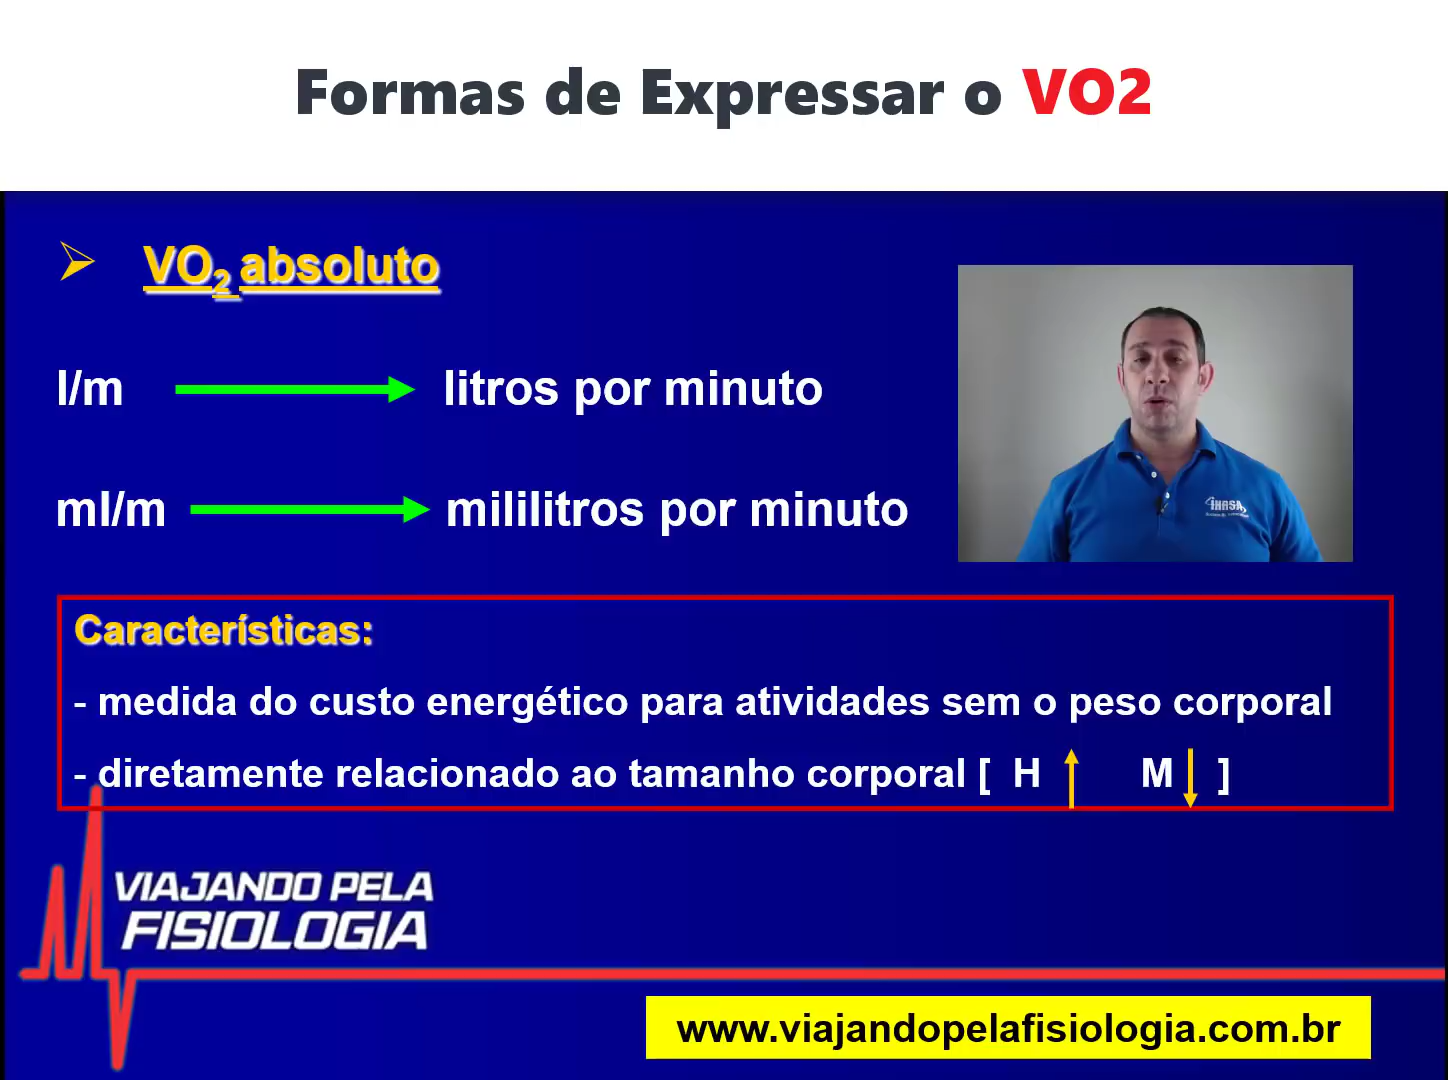 Formas de Expressar o VO2
VO2 absoluto
l/m litros por minuto
ml/m mililitros por minuto
iHRSA
Características:
- medida do custo energético para atividades sem o peso corporal
- diretamente relacionado ao tamanho corporal [ H M ]
VIAJANDO PELA
FISIOLOGIA
www.viajandopelafisiologia.com.br